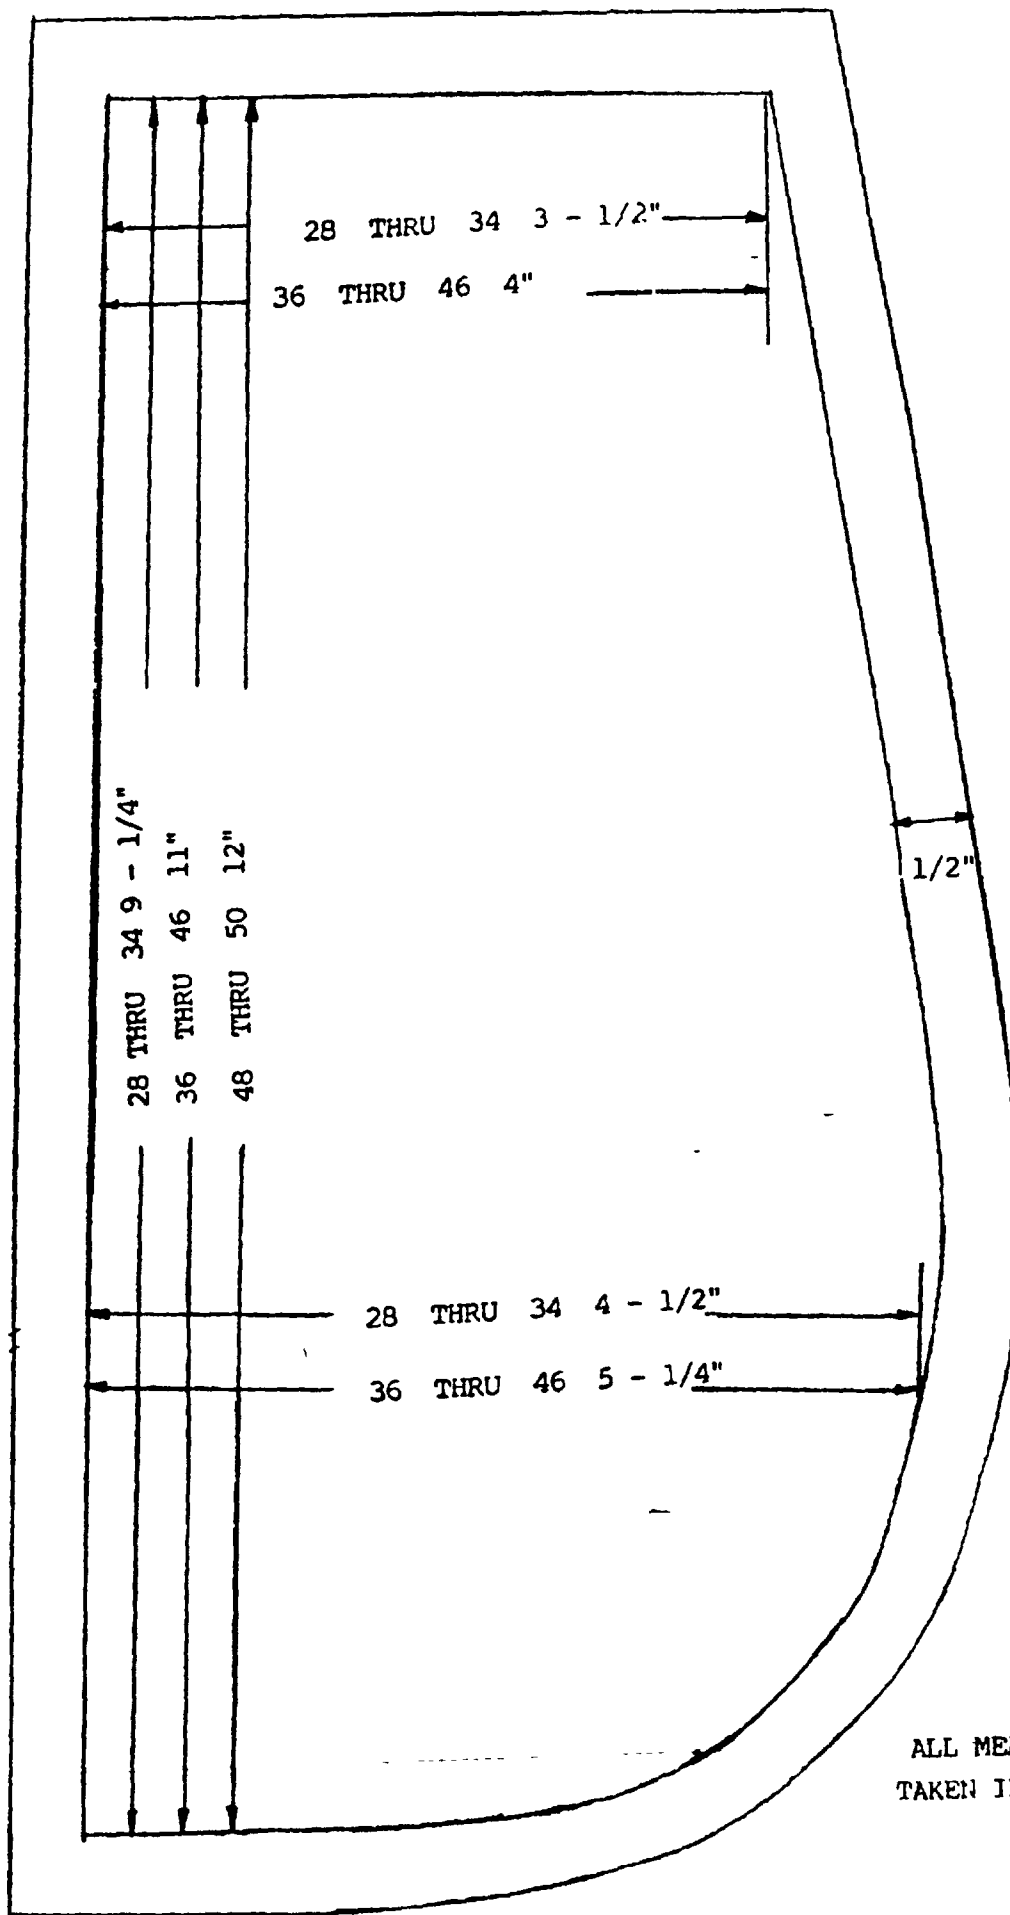 28 THRU 34 3 - 1/2"
36 THRU 46 4"
28 THRU 34 9 - 1/4"
36 THRU 46 11"
48 THRU 50 12"
1/2"
28 THRU 34 4 - 1/2"
36 THRU 46 5 - 1/4"
ALL
TAKEN